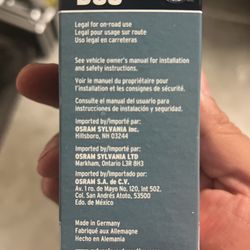 Legal for on-road use
Légal pour usage sur route
Uso legal en carreteras
See vehicle owner's manual for installation
and safety instructions.
Voir le manuel du propriétaire pour
l'installation et les consignes de sécurité.
Consulte el manual del usuario para
instrucciones de instalación y seguridad.
Imported by/Importé par:
OSRAM SYLVANIA Inc.
Hillsboro, NH 03244
Imported by/Importé par:
OSRAM SYLVANIA LTD
Markham, Ontario L3R 8H3
Imported by/Importado por:
OSRAM S.A. de C.V.
Av. 1 ro. de Mayo No. 120, Int 502,
Col. San Andrés Atoto, 53500
Edo. de México
Made in Germany
Fabriqué aux Allemagne
Hecho en Alemania